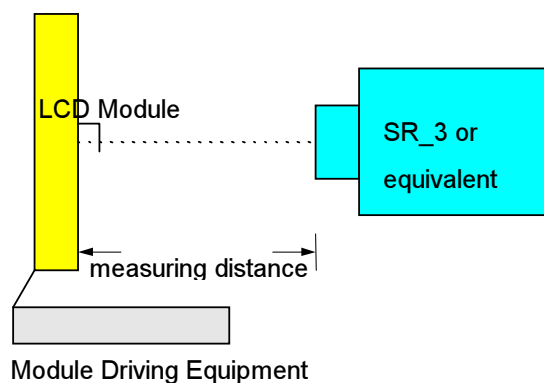 LCD Module
SR_3 or
equivalent
measuring distance
Module Driving Equipment